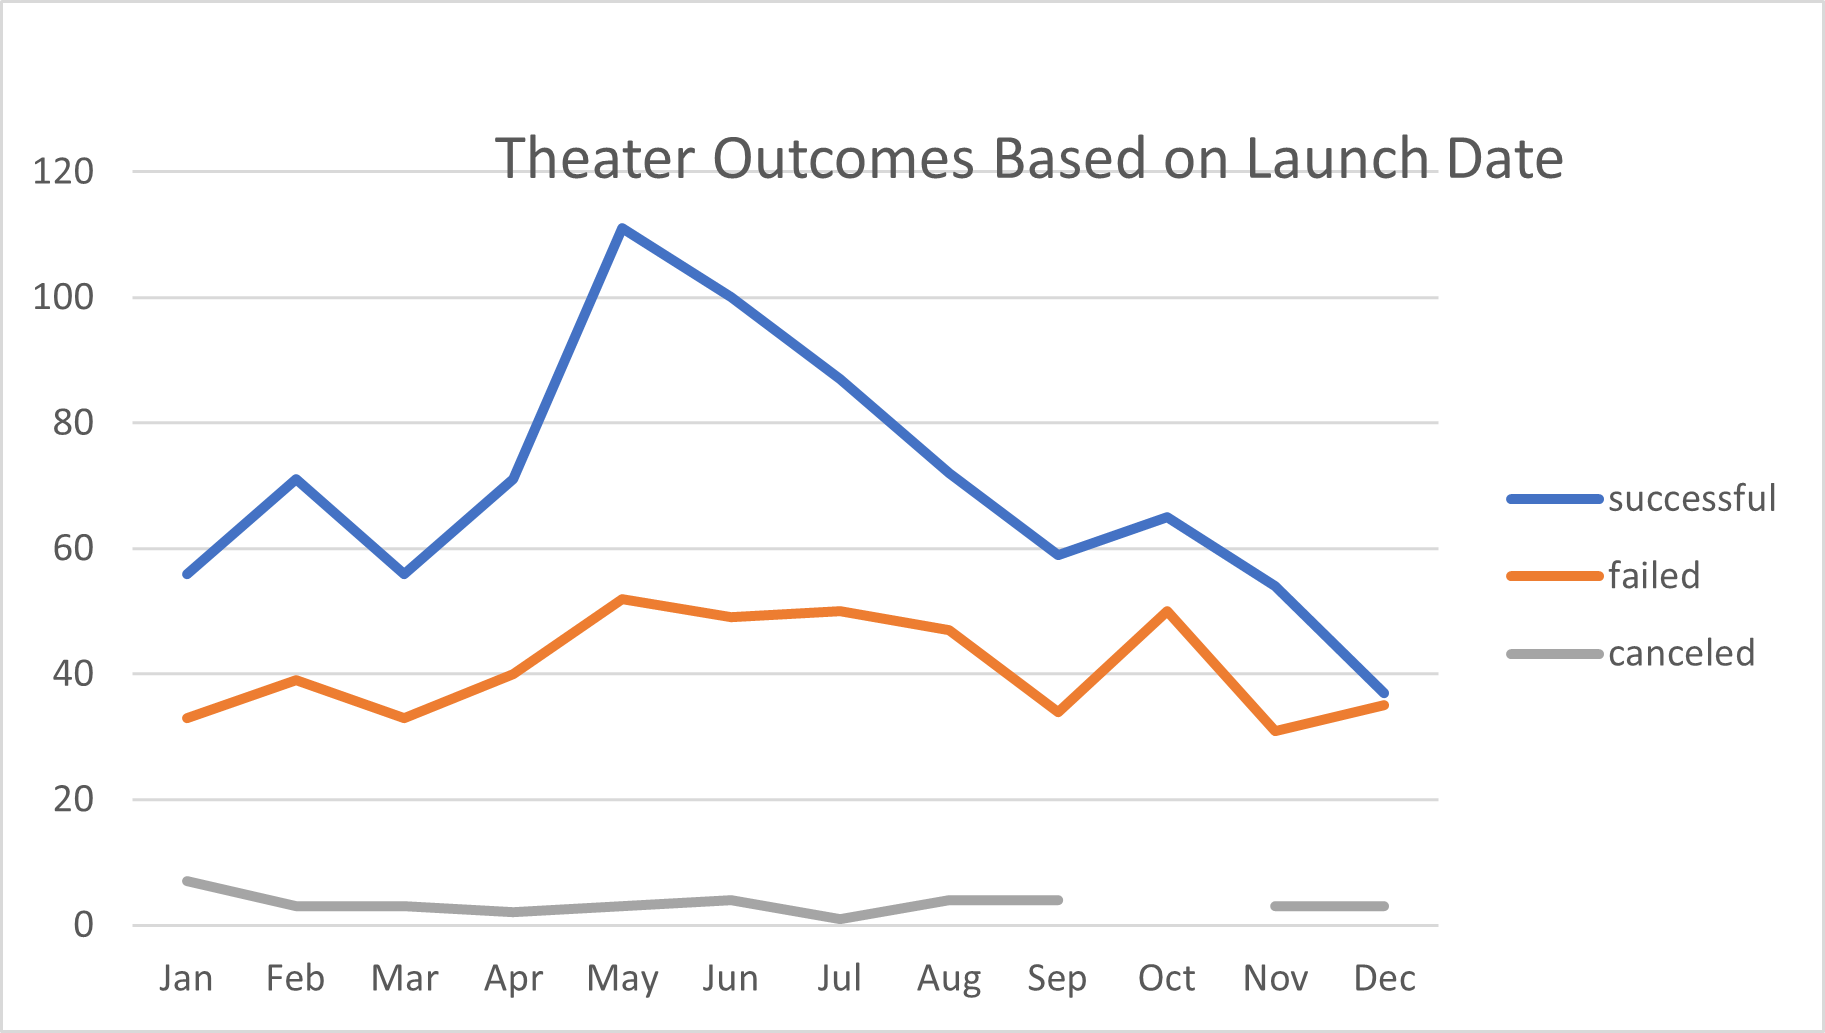 Theater Outcomes Based on Launch Date
120
100
80
60
40
20
0
Jan Feb Mar Apr May Jun Jul Aug Sep Oct Nov Dec
successful
failed
canceled